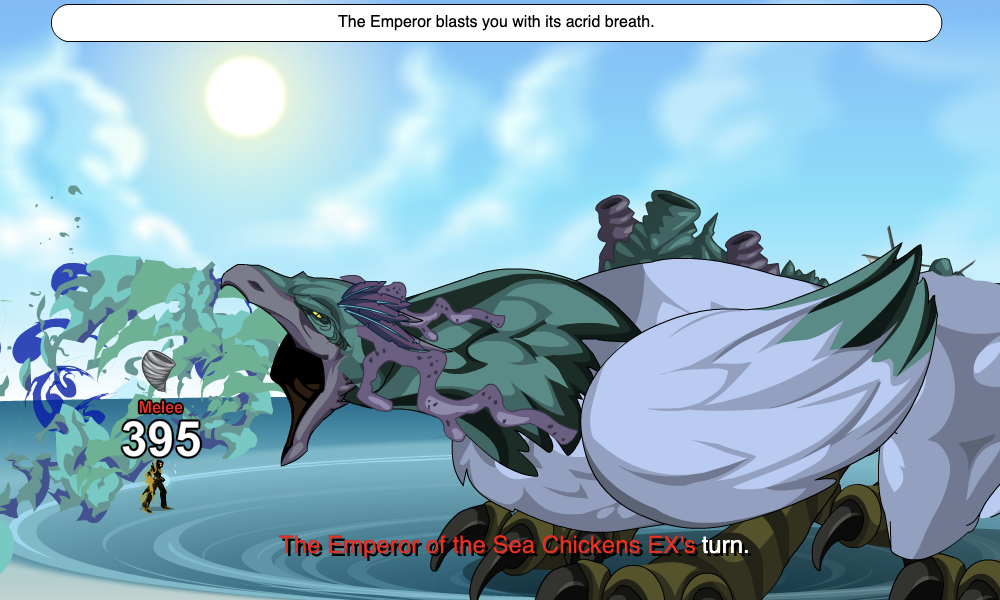 The Emperor blasts you with its acrid breath.
Melee
395
The Emperor of the Sea Chickens EX's turn.